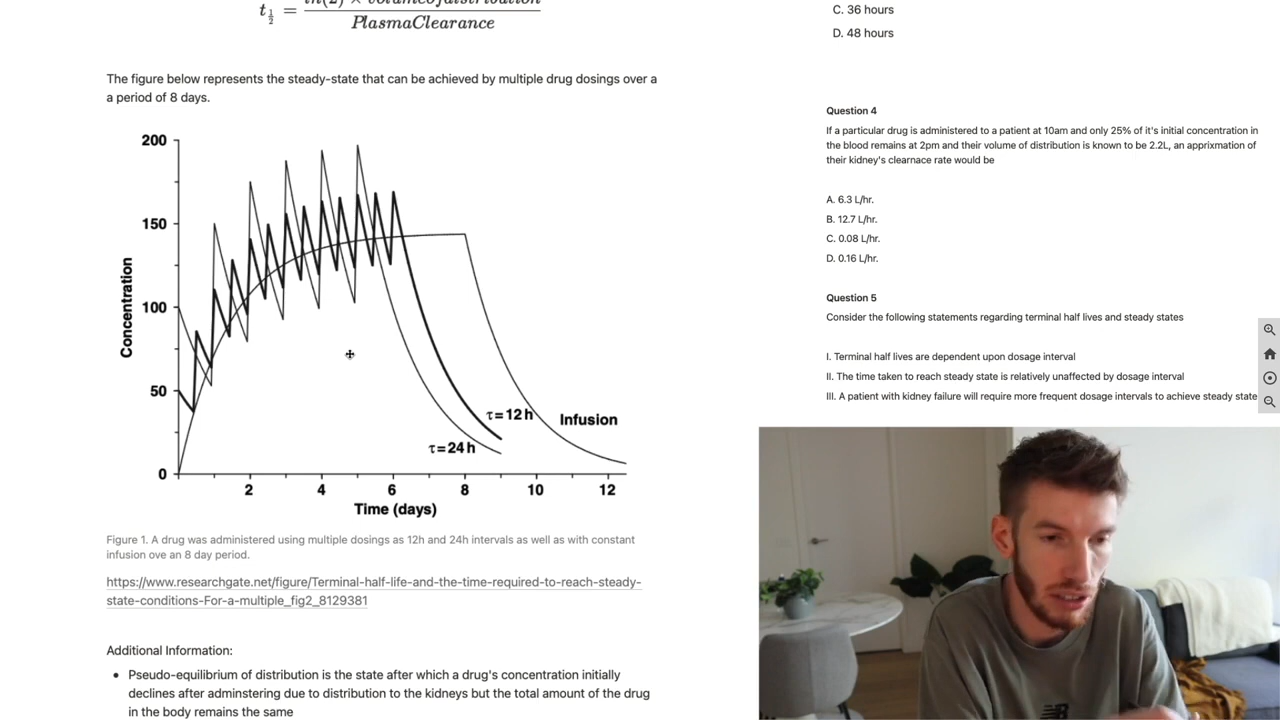 t 1/2 = ln(2) × volumeofdistribution / PlasmaClearance
The figure below represents the steady-state that can be achieved by multiple drug dosings over a
a period of 8 days.
200
150
100
50
0
Concentration
2 4 6 8 10 12
Time (days)
τ=12h
τ=24h
Infusion
Figure 1. A drug was administered using multiple dosings as 12h and 24h intervals as well as with constant
infusion ove an 8 day period.
https://www.researchgate.net/figure/Terminal-half-life-and-the-time-required-to-reach-steady-
state-conditions-For-a-multiple_fig2_8129381
Additional Information:
• Pseudo-equilibrium of distribution is the state after which a drug's concentration initially
declines after adminstering due to distribution to the kidneys but the total amount of the drug
in the body remains the same
C. 36 hours
D. 48 hours
Question 4
If a particular drug is administered to a patient at 10am and only 25% of it's initial concentration in
the blood remains at 2pm and their volume of distribution is known to be 2.2L, an apprixmation of
their kidney's clearnace rate would be
A. 6.3 L/hr.
B. 12.7 L/hr.
C. 0.08 L/hr.
D. 0.16 L/hr.
Question 5
Consider the following statements regarding terminal half lives and steady states
I. Terminal half lives are dependent upon dosage interval
II. The time taken to reach steady state is relatively unaffected by dosage interval
III. A patient with kidney failure will require more frequent dosage intervals to achieve steady state